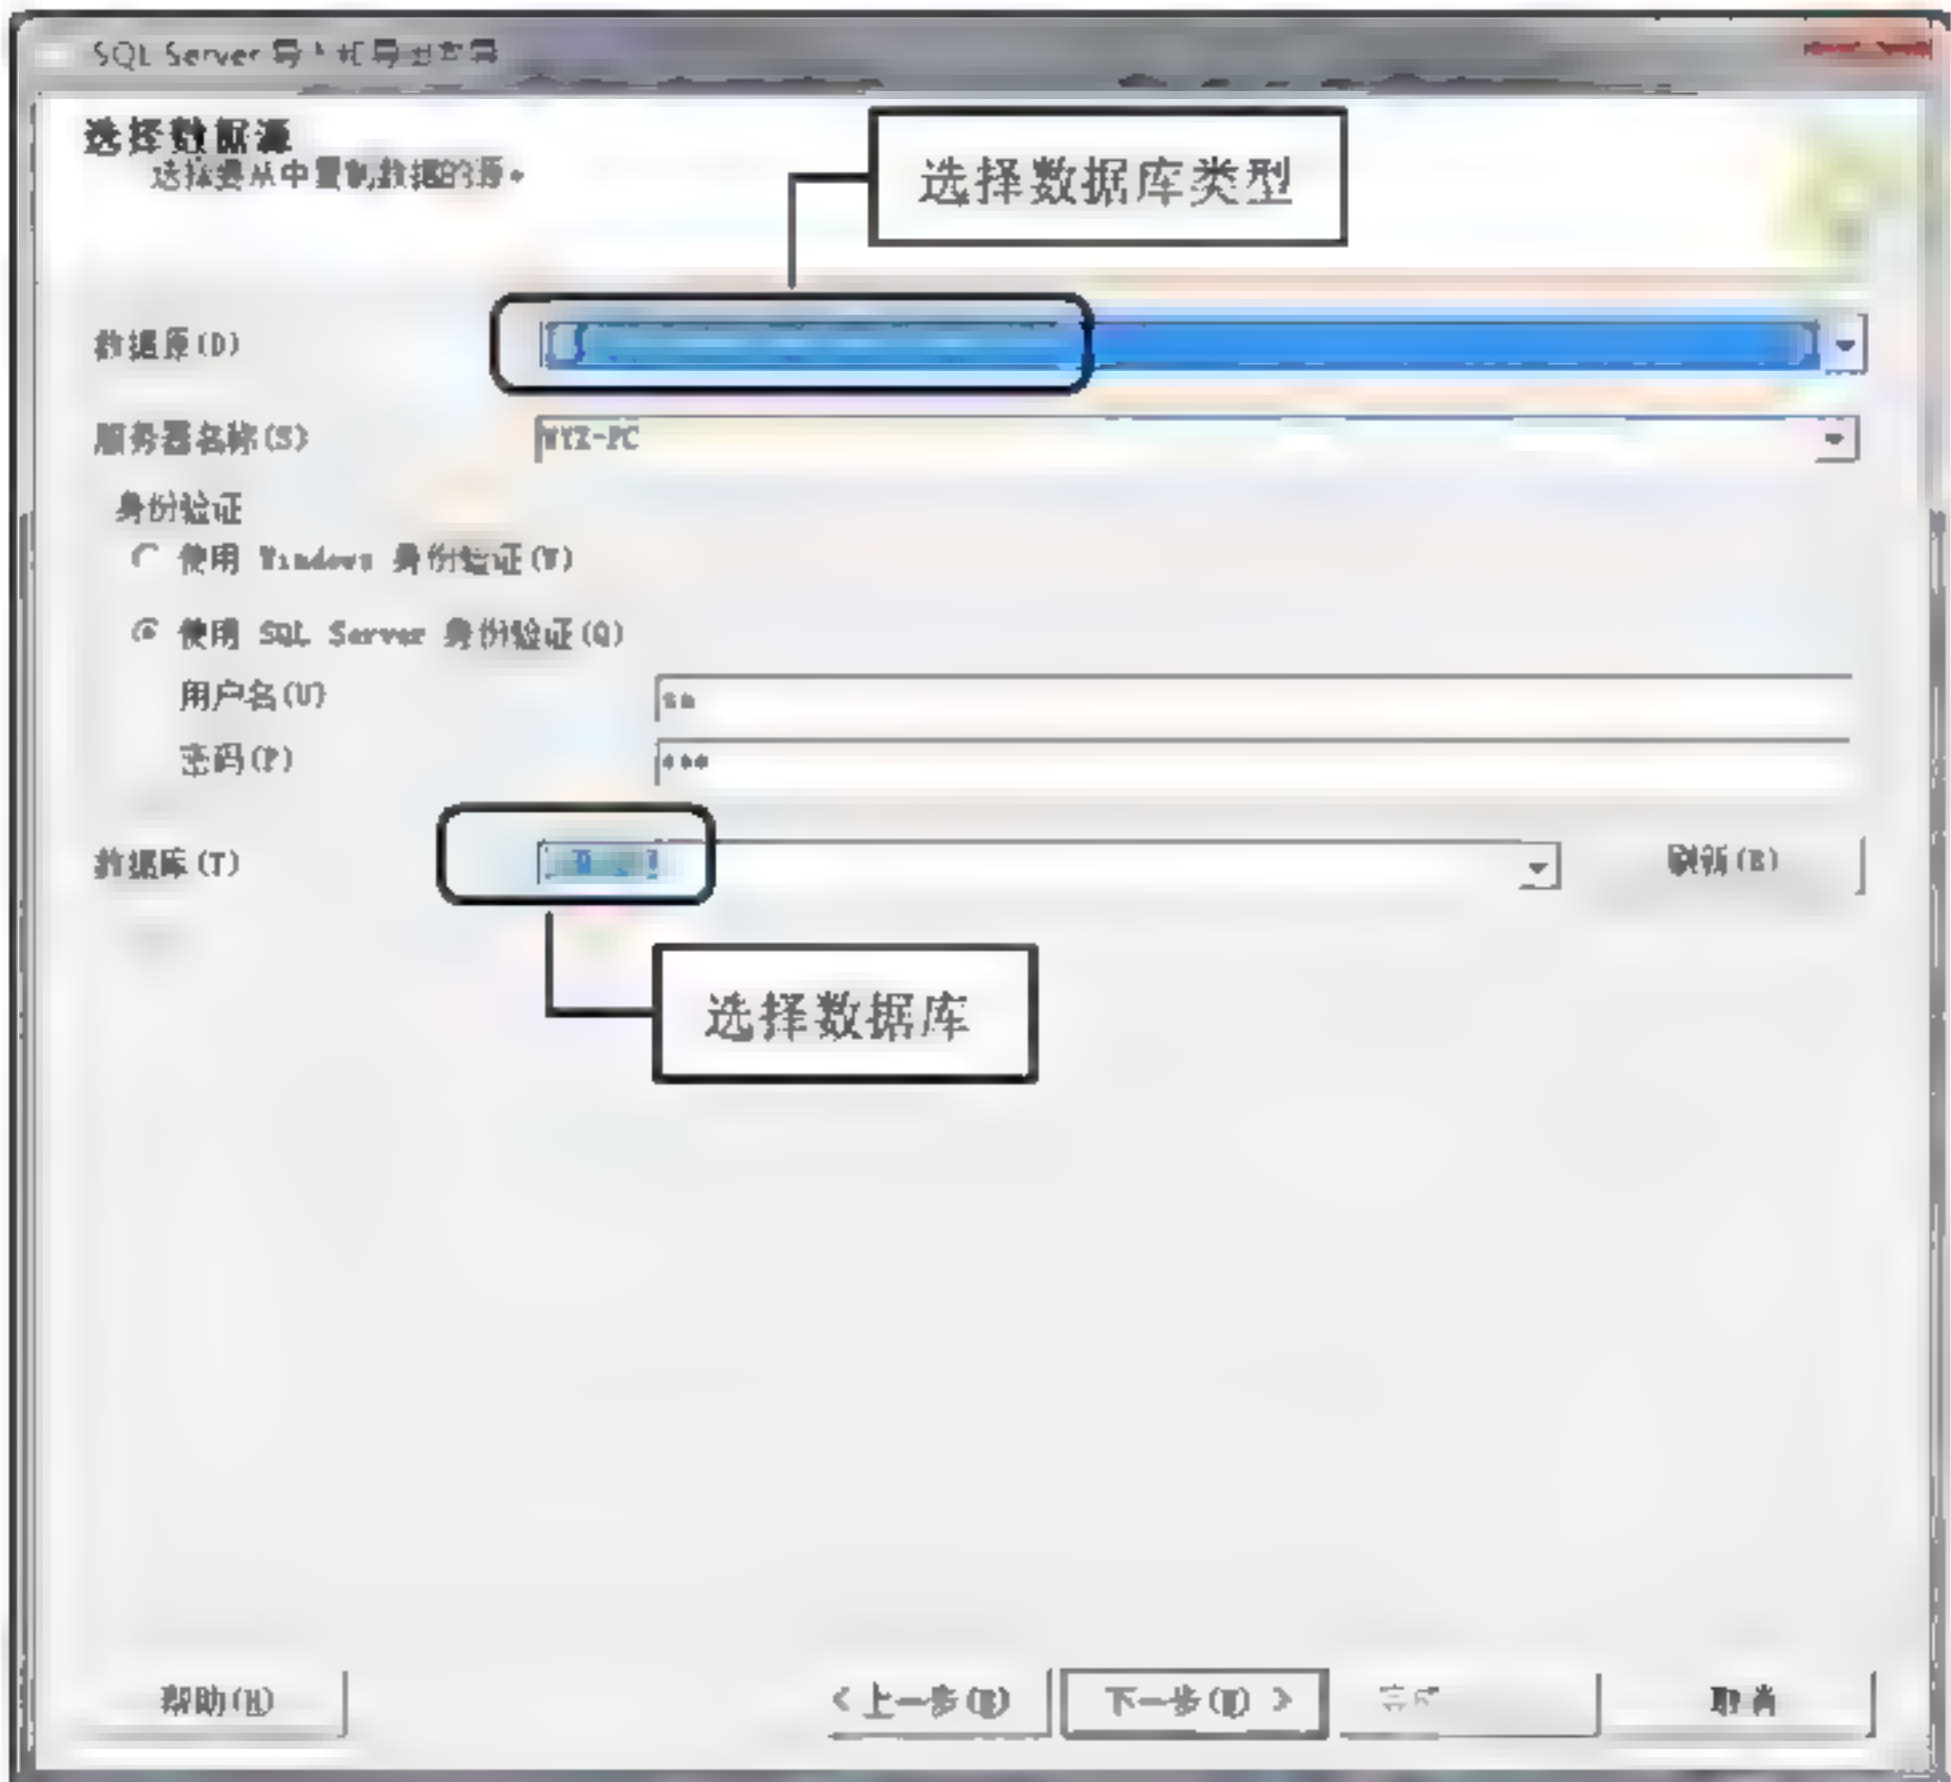 SQL Server 导入和导出向导
选择数据源
选择要从中复制数据的源。
选择数据库类型
数据源(D)
服务器名称(S)
身份验证
使用 Windows 身份验证(W)
使用 SQL Server 身份验证(Q)
用户名(U) sa
密码(P) ***
数据库(T) 刷新(R)
选择数据库
帮助(H) < 上一步(B) 下一步(N) > 完成 取消